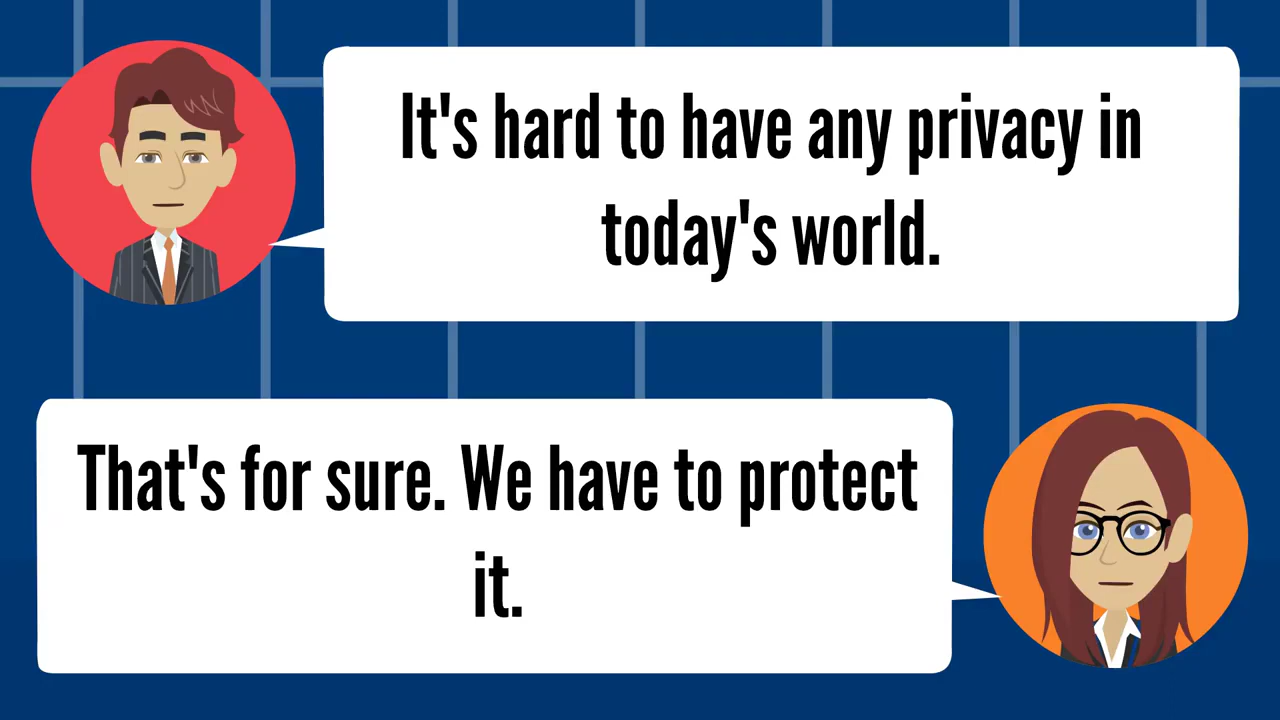 It's hard to have any privacy in
today's world.
That's for sure. We have to protect
it.